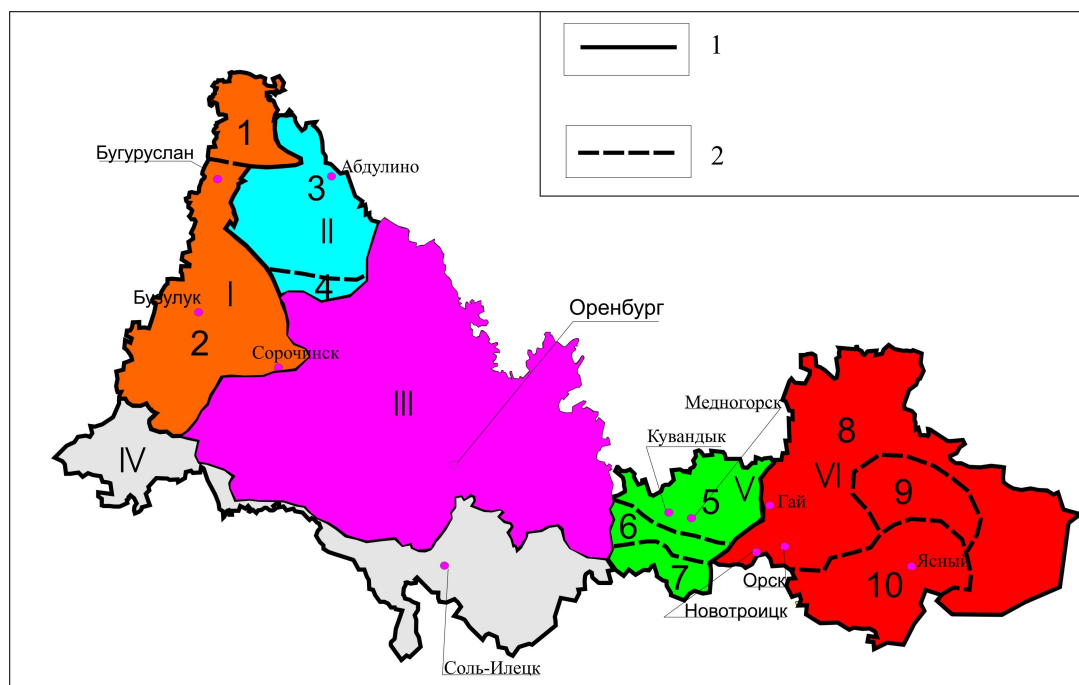 1
2
1
Бугуруслан
3
Абдулино
II
4
I
Бузулук
2
Сорочинск
Оренбург
III
IV
Медногорск
Кувандык
8
V
VI
5
9
6
Гай
7
Орск
Ясный
10
Новотроицк
Соль-Илецк